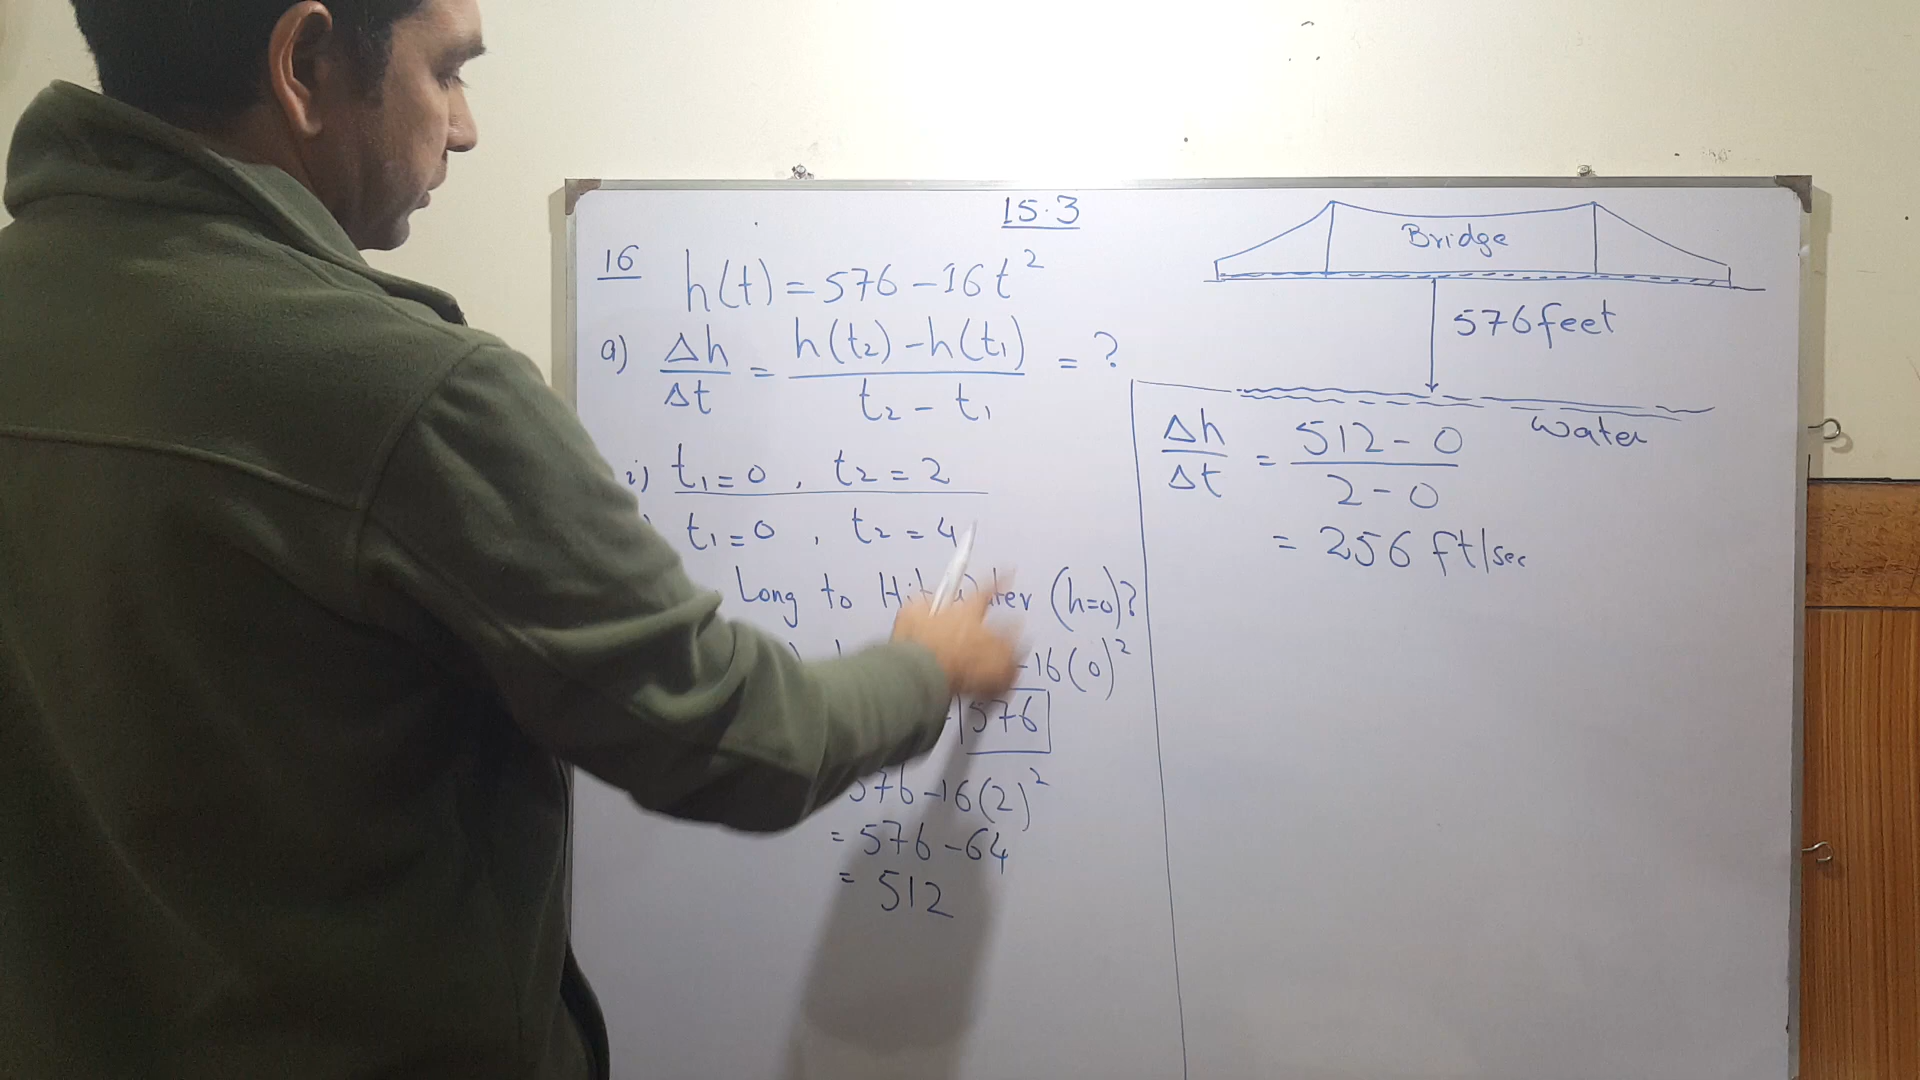 15.3
16 h(t) = 576 - 16t²
a) Δh/Δt = h(t₂) - h(t₁) / t₂ - t₁ = ?
i) t₁ = 0 , t₂ = 2
) t₁ = 0 , t₂ = 4
Long to Hit Water (h=0)?
-16(0)²
576
576 - 16(2)²
= 576 - 64
= 512
Bridge
576 feet
Water
Δh/Δt = 512 - 0 / 2 - 0
= 256 ft/sec